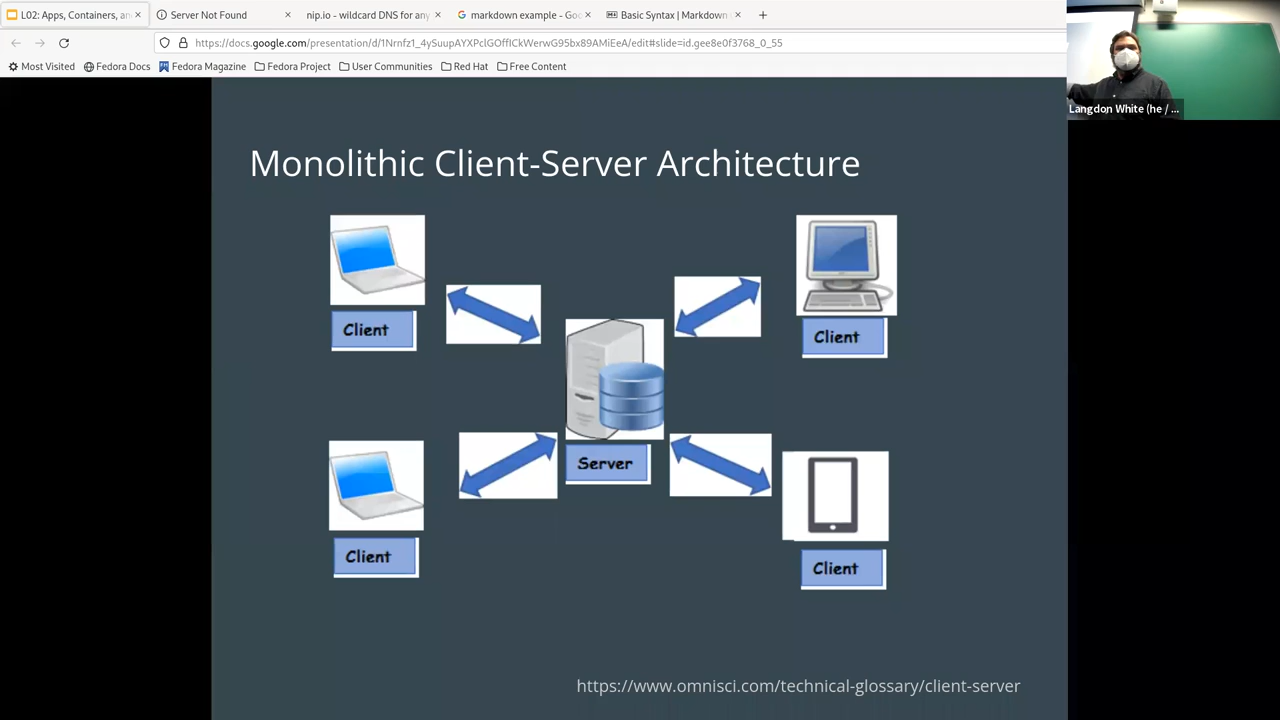 L02: Apps, Containers, an
Server Not Found
nip.io - wildcard DNS for any
markdown example - Goo
Basic Syntax | Markdown
https://docs.google.com/presentation/d/1Nrnfz1_4ySuupAYXPclGOffICkWerwG95bx89AMiEeA/edit#slide=id.gee8e0f3768_0_55
Most Visited
Fedora Docs
Fedora Magazine
Fedora Project
User Communities
Red Hat
Free Content
Langdon White (he / ...
Monolithic Client-Server Architecture
Client
Client
Server
Client
Client
https://www.omnisci.com/technical-glossary/client-server